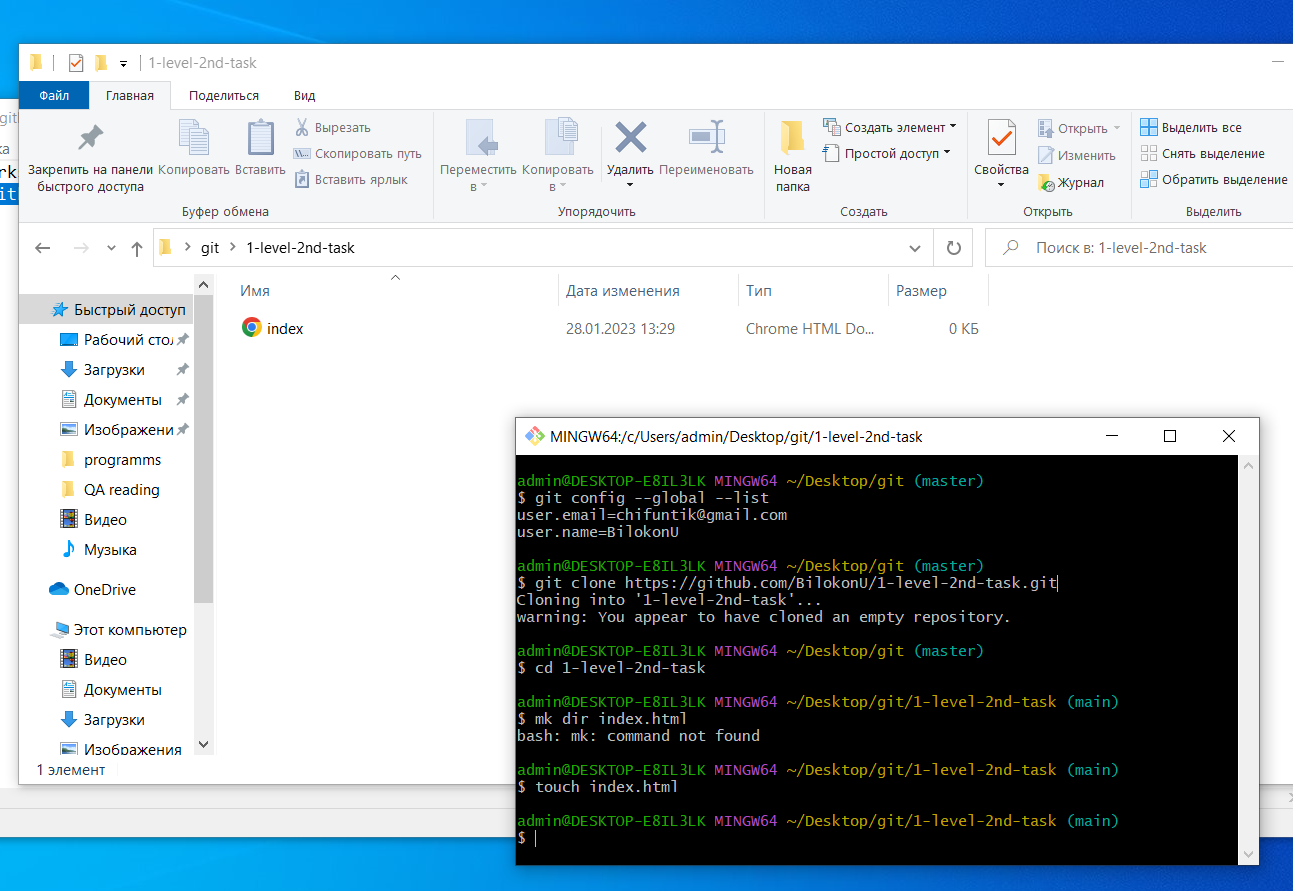 1-level-2nd-task
Файл Главная Поделиться Вид
Закрепить на панели быстрого доступа
Копировать
Вставить
Вырезать
Скопировать путь
Вставить ярлык
Буфер обмена
Переместить в
Копировать в
Удалить
Переименовать
Упорядочить
Новая папка
Создать элемент
Простой доступ
Создать
Свойства
Открыть
Изменить
Журнал
Открыть
Выделить все
Снять выделение
Обратить выделение
Выделить
git > 1-level-2nd-task
Поиск в: 1-level-2nd-task
Имя Дата изменения Тип Размер
index 28.01.2023 13:29 Chrome HTML Do... 0 КБ
Быстрый доступ
Рабочий стол
Загрузки
Документы
Изображени
programms
QA reading
Видео
Музыка
OneDrive
Этот компьютер
Видео
Документы
Загрузки
Изображения
1 элемент
MINGW64:/c/Users/admin/Desktop/git/1-level-2nd-task
admin@DESKTOP-E8IL3LK MINGW64 ~/Desktop/git (master)
$ git config --global --list
user.email=chifuntik@gmail.com
user.name=BilokonU
admin@DESKTOP-E8IL3LK MINGW64 ~/Desktop/git (master)
$ git clone https://github.com/BilokonU/1-level-2nd-task.git
Cloning into '1-level-2nd-task'...
warning: You appear to have cloned an empty repository.
admin@DESKTOP-E8IL3LK MINGW64 ~/Desktop/git (master)
$ cd 1-level-2nd-task
admin@DESKTOP-E8IL3LK MINGW64 ~/Desktop/git/1-level-2nd-task (main)
$ mk dir index.html
bash: mk: command not found
admin@DESKTOP-E8IL3LK MINGW64 ~/Desktop/git/1-level-2nd-task (main)
$ touch index.html
admin@DESKTOP-E8IL3LK MINGW64 ~/Desktop/git/1-level-2nd-task (main)
$